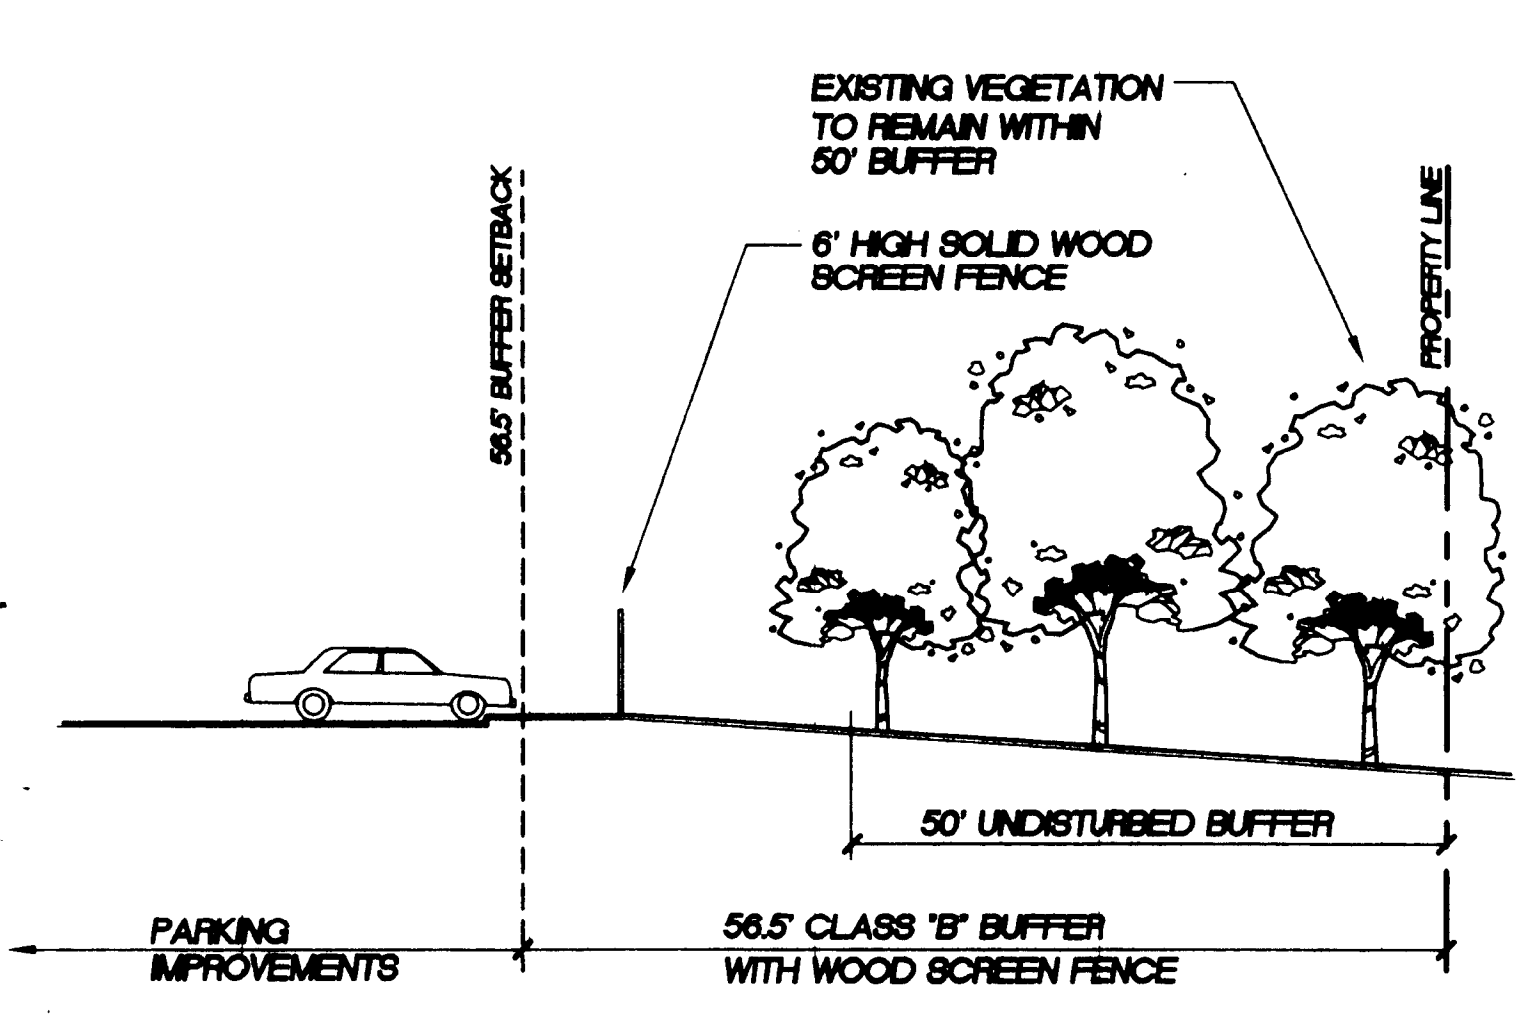 EXISTING VEGETATION
TO REMAIN WITHIN
50' BUFFER
56.5' BUFFER SETBACK
PROPERTY LINE
6' HIGH SOLID WOOD
SCREEN FENCE
50' UNDISTURBED BUFFER
PARKING
IMPROVEMENTS
56.5' CLASS "B" BUFFER
WITH WOOD SCREEN FENCE